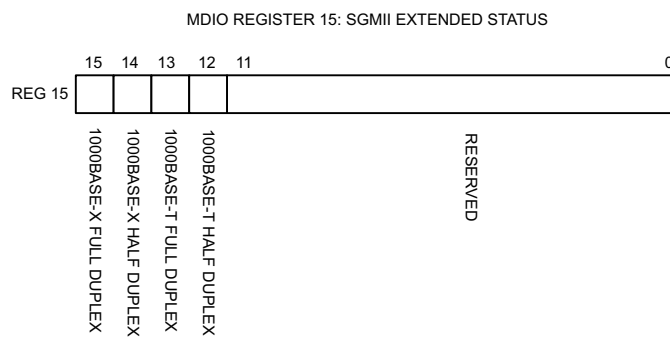 MDIO REGISTER 15: SGMII EXTENDED STATUS
15 14 13 12 11 0
REG 15
1000BASE-X FULL DUPLEX
1000BASE-X HALF DUPLEX
1000BASE-T FULL DUPLEX
1000BASE-T HALF DUPLEX
RESERVED